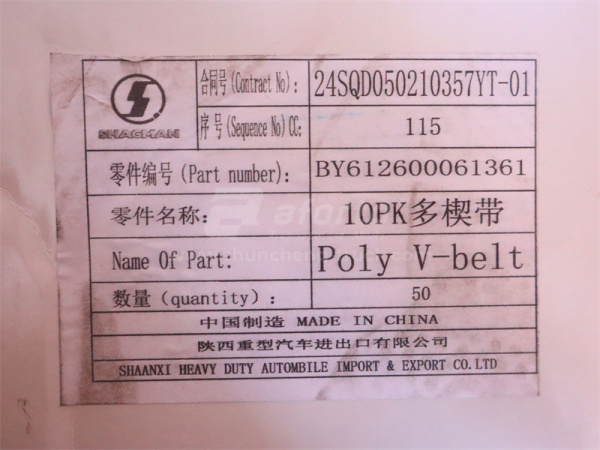 SHACMAN
合同号(Contract No): 24SQD050210357YT-01
序号(Sequence No)CC: 115
零件编号(Part number): BY612600061361
零件名称: 10PK多楔带
Name Of Part: Poly V-belt
数量(quantity): 50
中国制造 MADE IN CHINA
陕西重型汽车进出口有限公司
SHAANXI HEAVY DUTY AUTOMBILE IMPORT & EXPORT CO.LTD